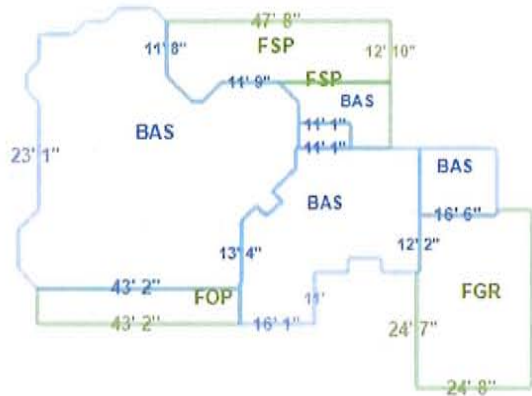 47' 8"
11' 8"
FSP
12' 10"
11' 9"
FSP
BAS
BAS
11' 1"
11' 1"
23' 1"
BAS
BAS
16' 6"
13' 4"
12' 2"
43' 2"
FOP
11'
FGR
43' 2"
16' 1"
24' 7"
24' 8"